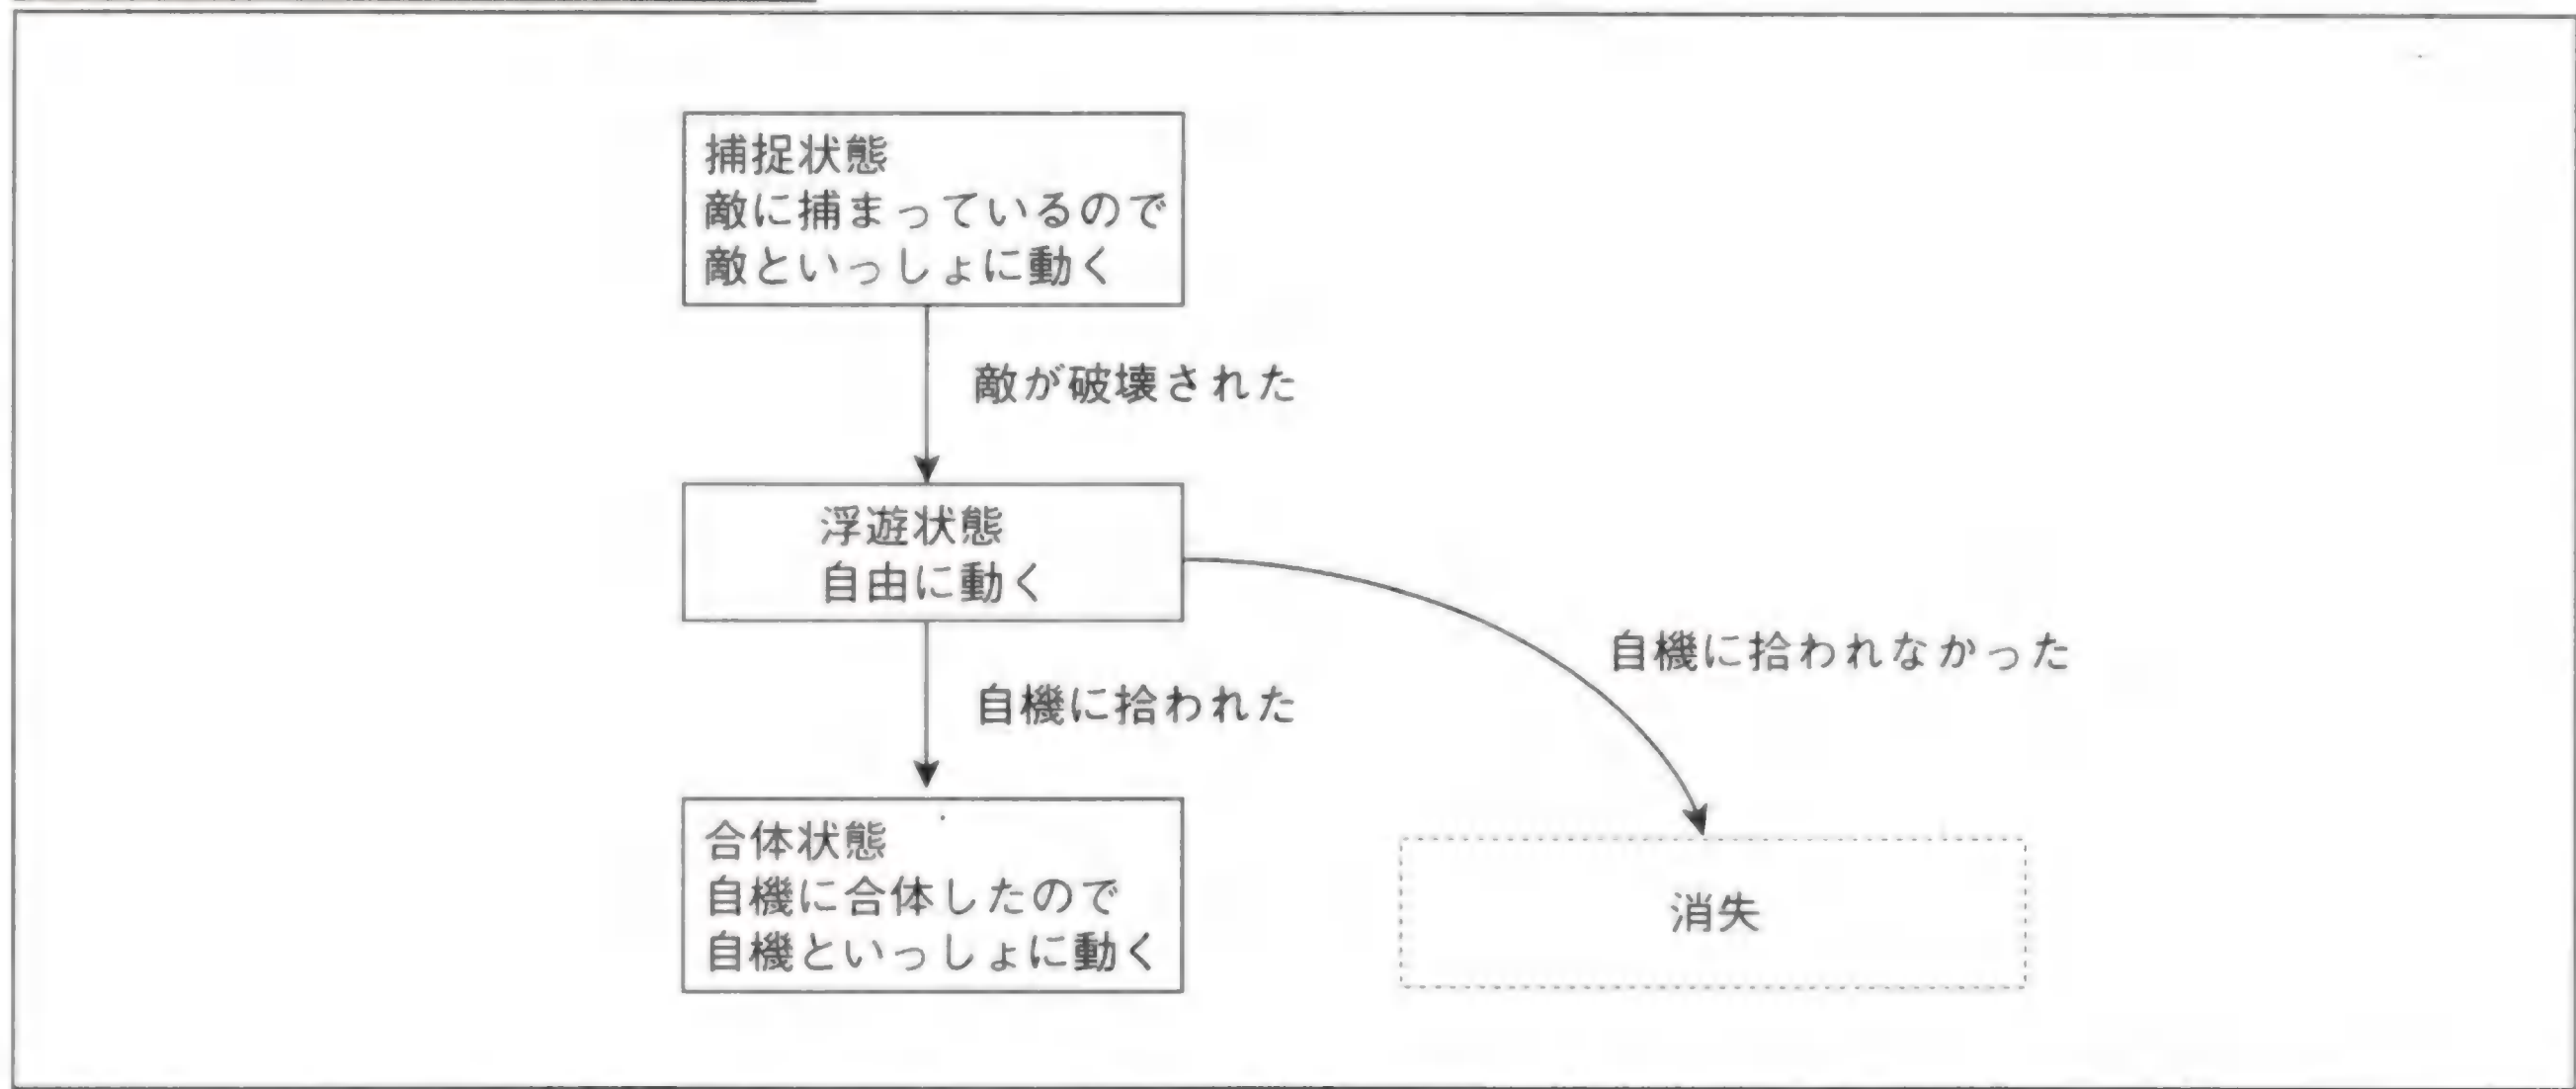 捕捉状態
敵に捕まっているので
敵といっしょに動く
敵が破壊された
浮遊状態
自由に動く
自機に拾われなかった
自機に拾われた
合体状態
自機に合体したので
自機といっしょに動く
消失